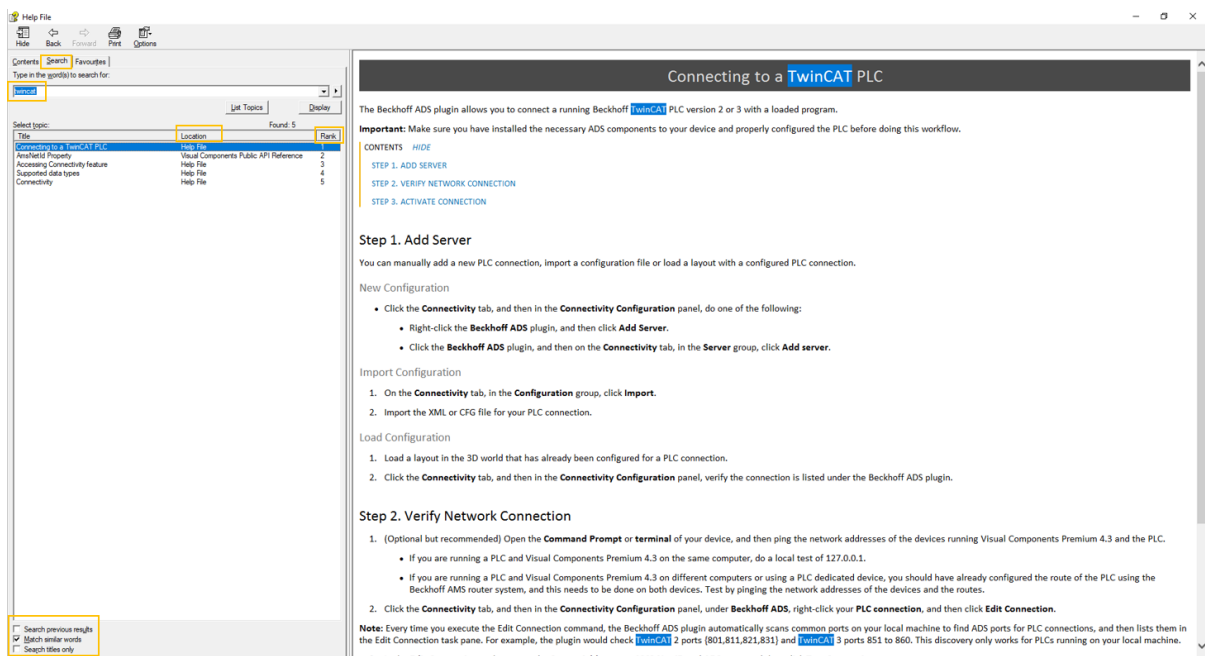 Help File
Hide Back Forward Print Options
Contents Search Favourites
Type in the word(s) to search for:
twincat
List Topics Display
Select topic: Found: 5
Title Location Rank
Connecting to a TwinCAT PLC Help File 1
AmsNetId Property Visual Components Public API Reference 2
Accessing Connectivity feature Help File 3
Supported data types Help File 4
Connectivity Help File 5
Search previous results
Match similar words
Search titles only
Connecting to a TwinCAT PLC
The Beckhoff ADS plugin allows you to connect a running Beckhoff TwinCAT PLC version 2 or 3 with a loaded program.
Important: Make sure you have installed the necessary ADS components to your device and properly configured the PLC before doing this workflow.
CONTENTS HIDE
STEP 1. ADD SERVER
STEP 2. VERIFY NETWORK CONNECTION
STEP 3. ACTIVATE CONNECTION
Step 1. Add Server
You can manually add a new PLC connection, import a configuration file or load a layout with a configured PLC connection.
New Configuration
• Click the Connectivity tab, and then in the Connectivity Configuration panel, do one of the following:
• Right-click the Beckhoff ADS plugin, and then click Add Server.
• Click the Beckhoff ADS plugin, and then on the Connectivity tab, in the Server group, click Add server.
Import Configuration
1. On the Connectivity tab, in the Configuration group, click Import.
2. Import the XML or CFG file for your PLC connection.
Load Configuration
1. Load a layout in the 3D world that has already been configured for a PLC connection.
2. Click the Connectivity tab, and then in the Connectivity Configuration panel, verify the connection is listed under the Beckhoff ADS plugin.
Step 2. Verify Network Connection
1. (Optional but recommended) Open the Command Prompt or terminal of your device, and then ping the network addresses of the devices running Visual Components Premium 4.3 and the PLC.
• If you are running a PLC and Visual Components Premium 4.3 on the same computer, do a local test of 127.0.0.1.
• If you are running a PLC and Visual Components Premium 4.3 on different computers or using a PLC dedicated device, you should have already configured the route of the PLC using the
Beckhoff AMS router system, and this needs to be done on both devices. Test by pinging the network addresses of the devices and the routes.
2. Click the Connectivity tab, and then in the Connectivity Configuration panel, under Beckhoff ADS, right-click your PLC connection, and then click Edit Connection.
Note: Every time you execute the Edit Connection command, the Beckhoff ADS plugin automatically scans common ports on your local machine to find ADS ports for PLC connections, and then lists them in
the Edit Connection task pane. For example, the plugin would check TwinCAT 2 ports {801,811,821,831} and TwinCAT 3 ports 851 to 860. This discovery only works for PLCs running on your local machine.